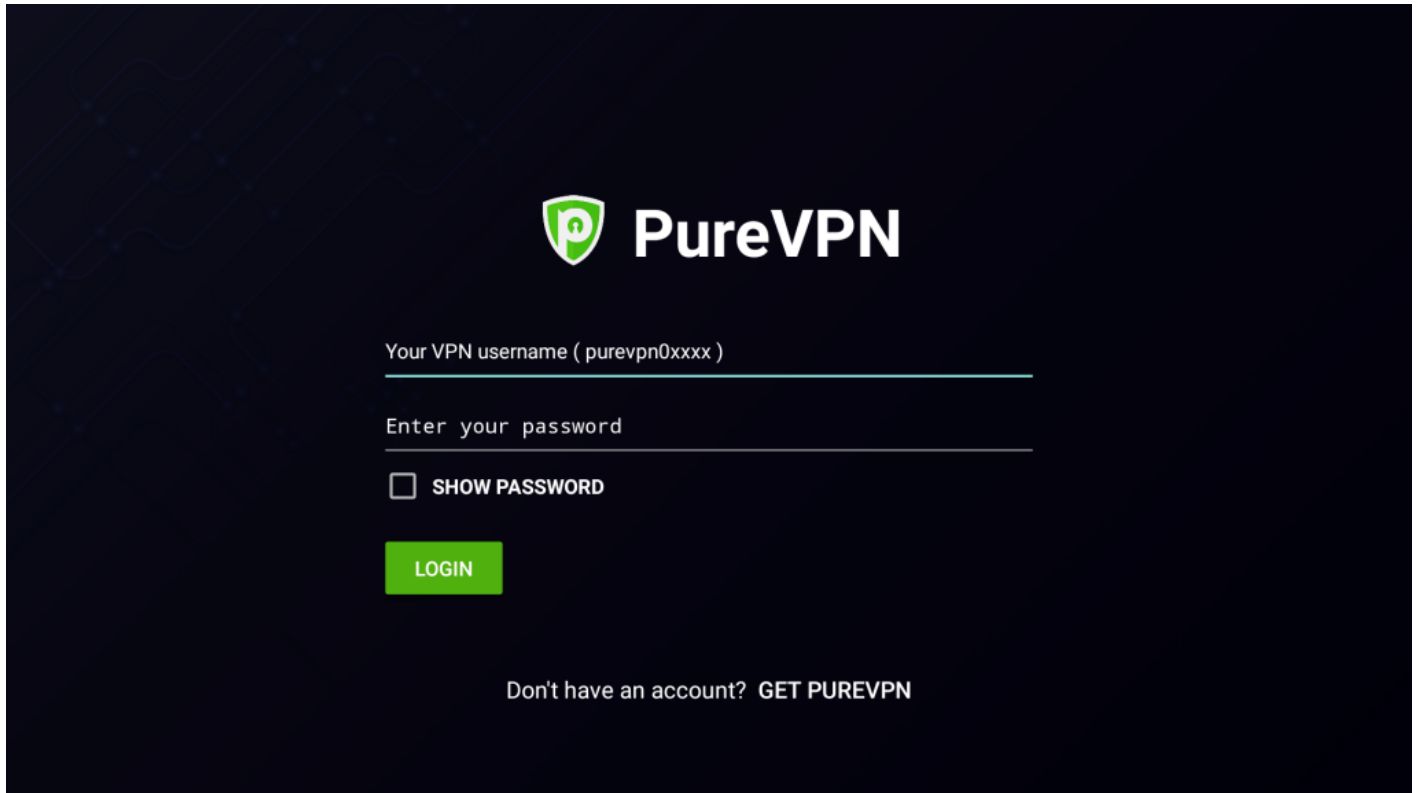 PureVPN
Your VPN username ( purevpn0xxxx )
Enter your password
SHOW PASSWORD
LOGIN
Don't have an account? GET PUREVPN